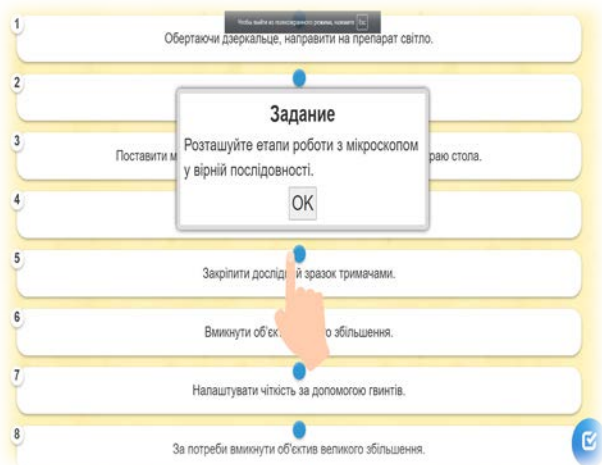 Чтобы выйти из полноэкранного режима, нажмите Esc
1
Обертаючи дзеркальце, направити на препарат світло.
2
Задание
Розташуйте етапи роботи з мікроскопом
у вірній послідовності.
OK
3
Поставити м раю стола.
4
5
Закріпити дослід й зразок тримачами.
6
Вмикнути об'єк о збільшення.
7
Налаштувати чіткість за допомогою гвинтів.
8
За потреби вмикнути об'єктив великого збільшення.